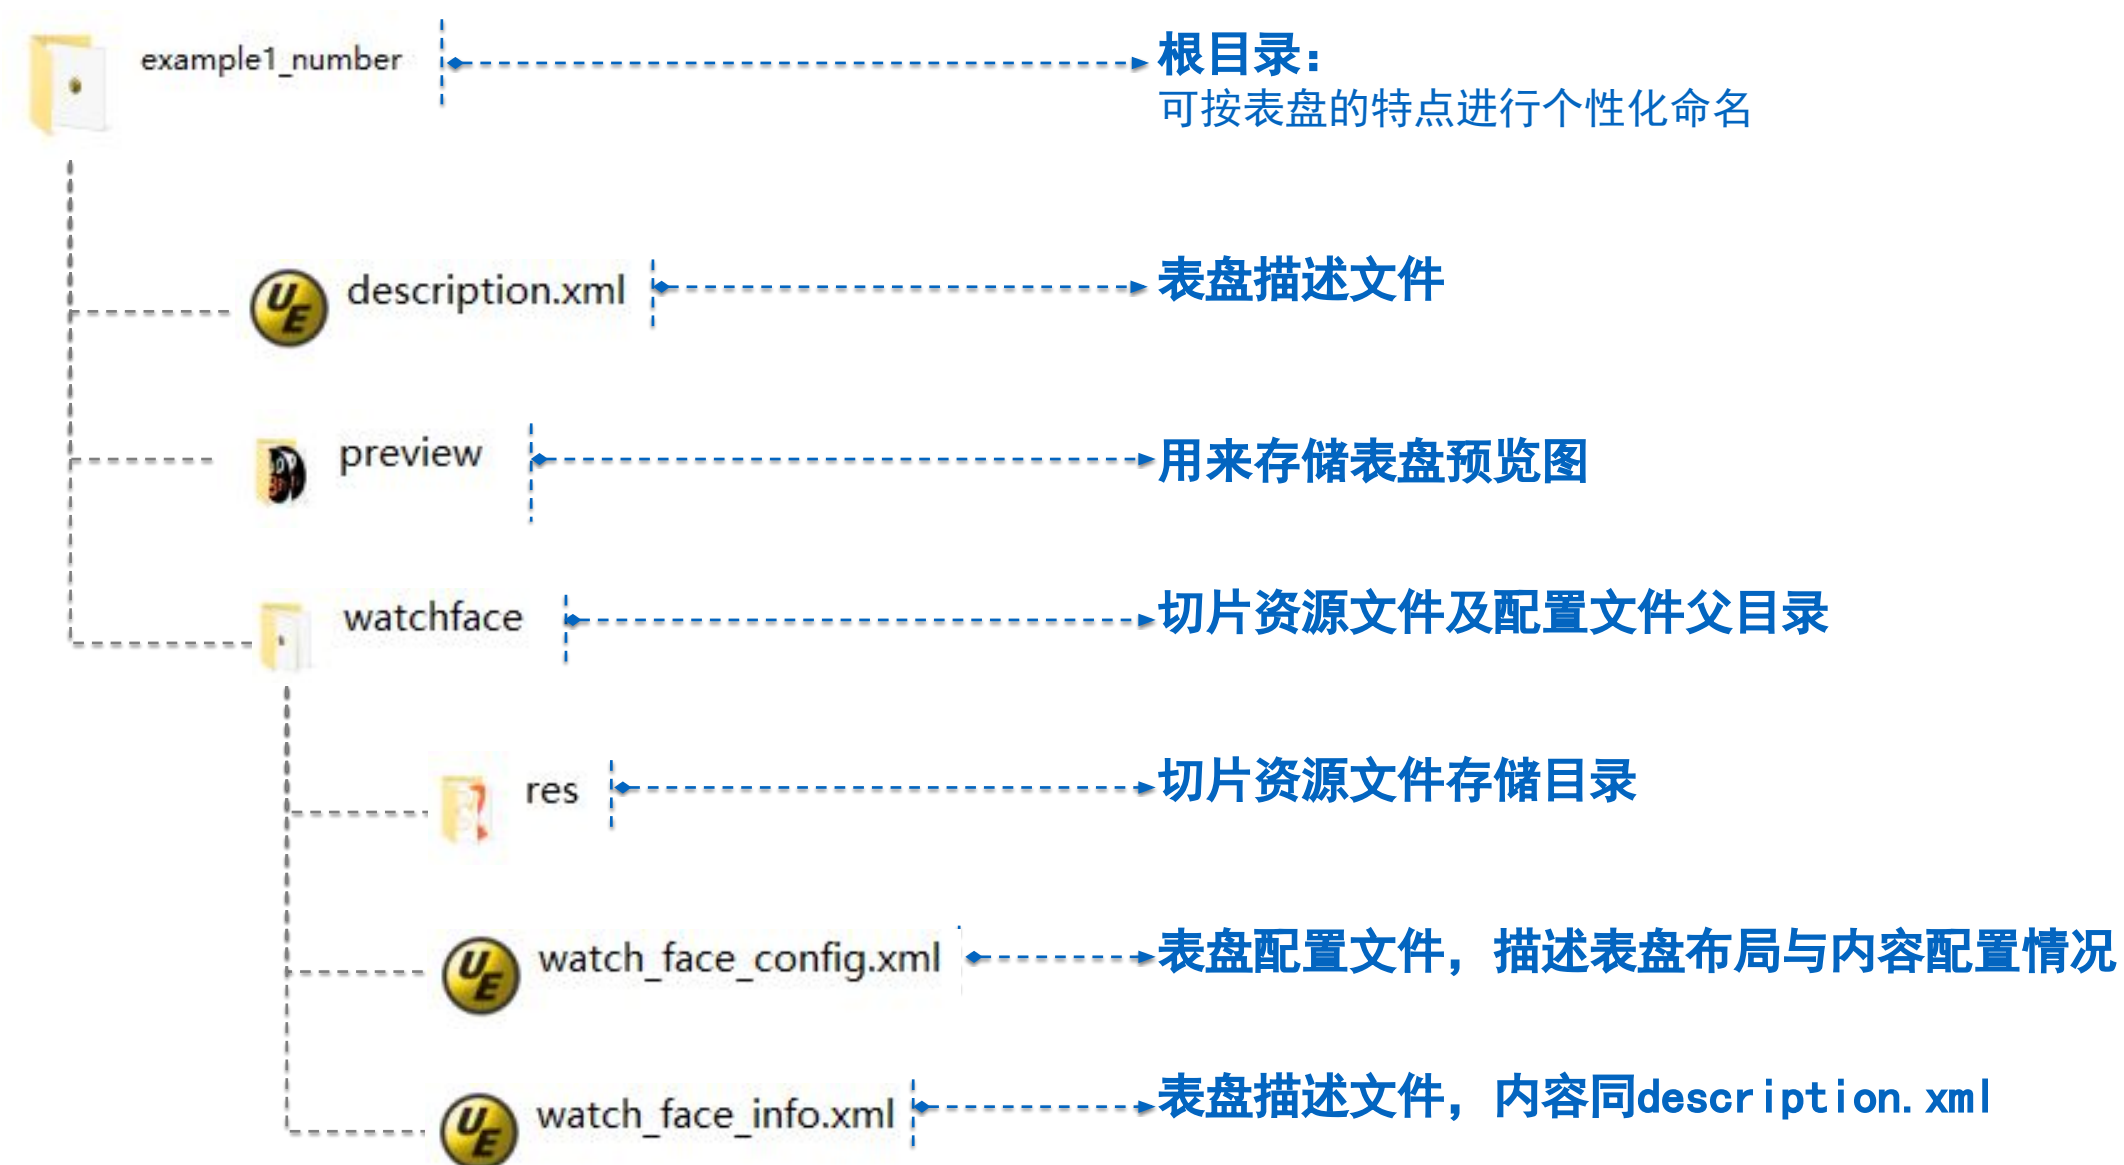 example1_number
根目录：
可按表盘的特点进行个性化命名
description.xml
表盘描述文件
preview
用来存储表盘预览图
watchface
切片资源文件及配置文件父目录
res
切片资源文件存储目录
watch_face_config.xml
表盘配置文件，描述表盘布局与内容配置情况
watch_face_info.xml
表盘描述文件，内容同description.xml